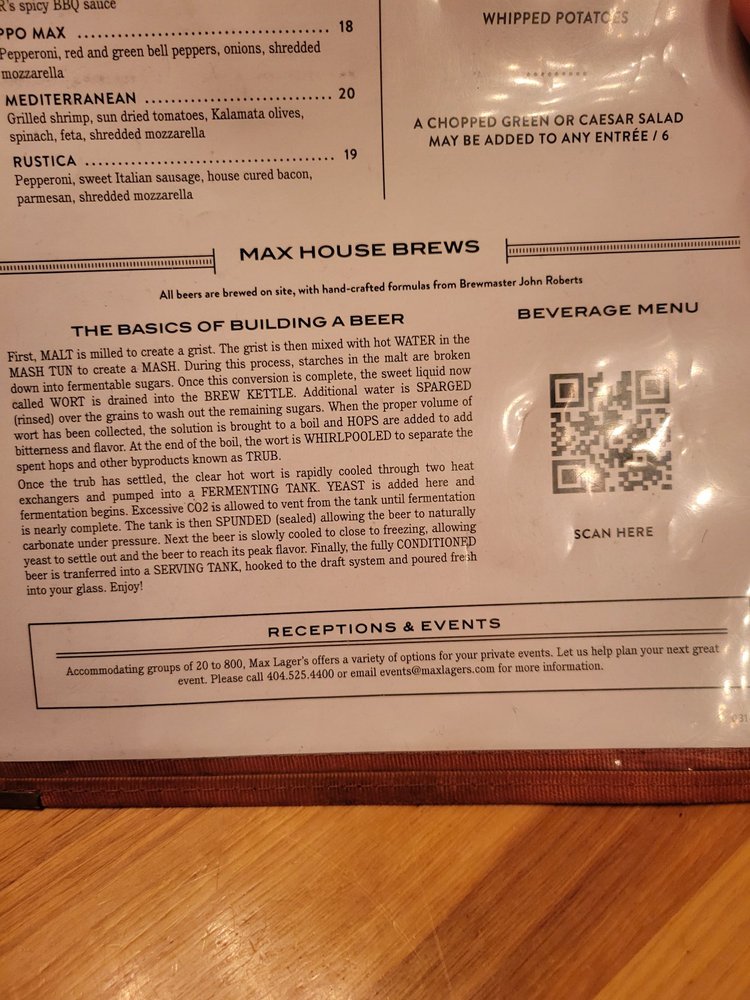 R's spicy BBQ sauce
PPO MAX 18
Pepperoni, red and green bell peppers, onions, shredded
mozzarella
MEDITERRANEAN 20
Grilled shrimp, sun dried tomatoes, Kalamata olives,
spinach, feta, shredded mozzarella
RUSTICA 19
Pepperoni, sweet Italian sausage, house cured bacon,
parmesan, shredded mozzarella
WHIPPED POTATOES
A CHOPPED GREEN OR CAESAR SALAD
MAY BE ADDED TO ANY ENTRÉE / 6
MAX HOUSE BREWS
All beers are brewed on site, with hand-crafted formulas from Brewmaster John Roberts
THE BASICS OF BUILDING A BEER
First, MALT is milled to create a grist. The grist is then mixed with hot WATER in the
MASH TUN to create a MASH. During this process, starches in the malt are broken
down into fermentable sugars. Once this conversion is complete, the sweet liquid now
called WORT is drained into the BREW KETTLE. Additional water is SPARGED
(rinsed) over the grains to wash out the remaining sugars. When the proper volume of
wort has been collected, the solution is brought to a boil and HOPS are added to add
bitterness and flavor. At the end of the boil, the wort is WHIRLPOOLED to separate the
spent hops and other byproducts known as TRUB.
Once the trub has settled, the clear hot wort is rapidly cooled through two heat
exchangers and pumped into a FERMENTING TANK. YEAST is added here and
fermentation begins. Excessive CO2 is allowed to vent from the tank until fermentation
is nearly complete. The tank is then SPUNDED (sealed) allowing the beer to naturally
carbonate under pressure. Next the beer is slowly cooled to close to freezing, allowing
yeast to settle out and the beer to reach its peak flavor. Finally, the fully CONDITIONED
beer is tranferred into a SERVING TANK, hooked to the draft system and poured fresh
into your glass. Enjoy!
BEVERAGE MENU
SCAN HERE
RECEPTIONS & EVENTS
Accommodating groups of 20 to 800, Max Lager's offers a variety of options for your private events. Let us help plan your next great
event. Please call 404.525.4400 or email events@maxlagers.com for more information.